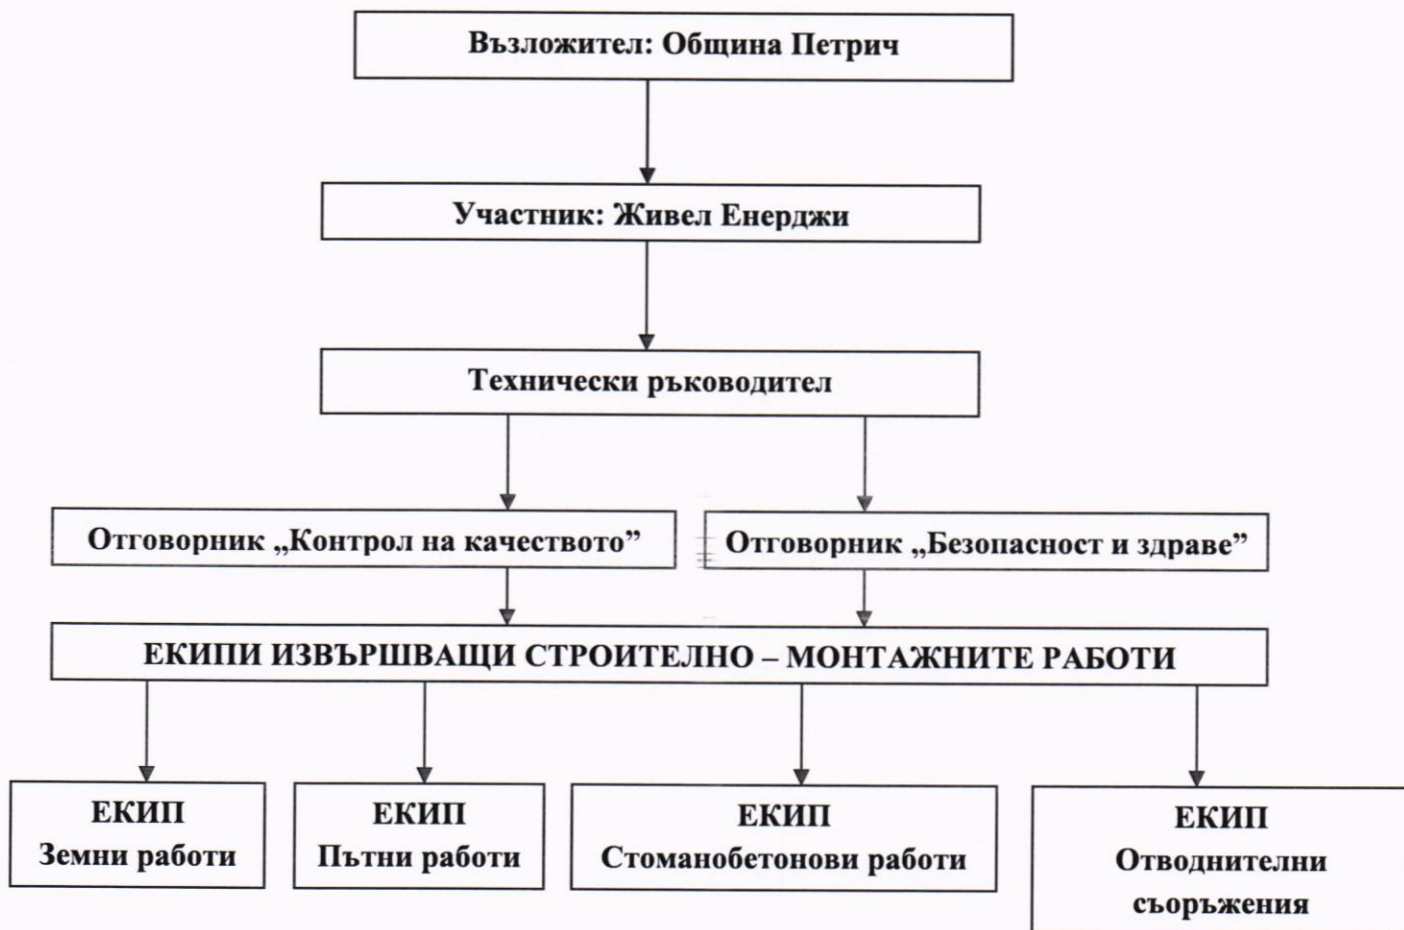 Възложител: Община Петрич
Участник: Живел Енерджи
Технически ръководител
Отговорник „Контрол на качеството”
Отговорник „Безопасност и здраве”
ЕКИПИ ИЗВЪРШВАЩИ СТРОИТЕЛНО – МОНТАЖНИТЕ РАБОТИ
ЕКИП
Земни работи
ЕКИП
Пътни работи
ЕКИП
Стоманобетонови работи
ЕКИП
Отводнителни
съоръжения